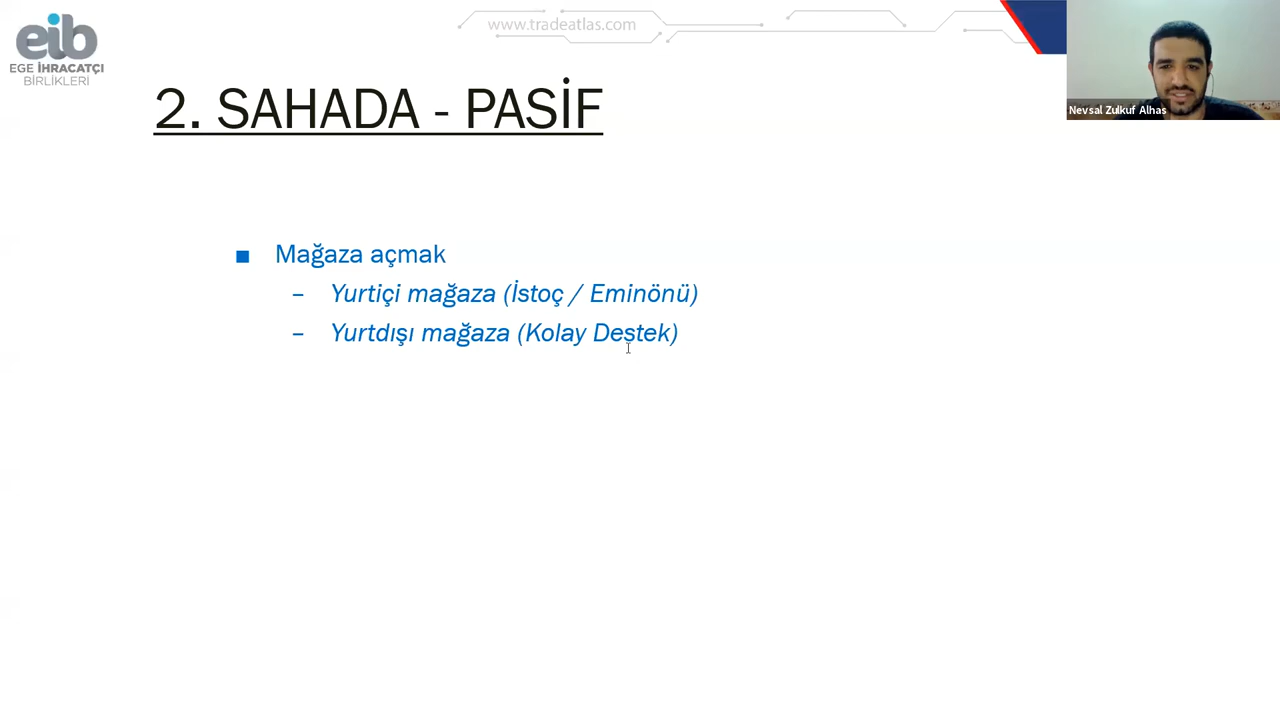 eib
EGE İHRACATÇI
BİRLİKLERİ
www.tradeatlas.com
Nevsal Zulkuf Alhas
2. SAHADA - PASİF
■ Mağaza açmak
– Yurtiçi mağaza (İstoç / Eminönü)
– Yurtdışı mağaza (Kolay Destek)